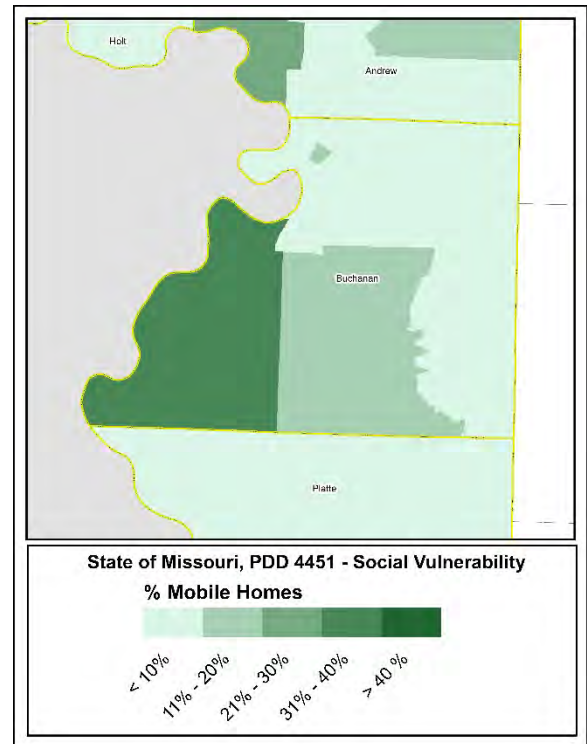 Holt
Andrew
Buchanan
Platte
State of Missouri, PDD 4451 - Social Vulnerability
% Mobile Homes
< 10%
11% - 20%
21% - 30%
31% - 40%
> 40 %